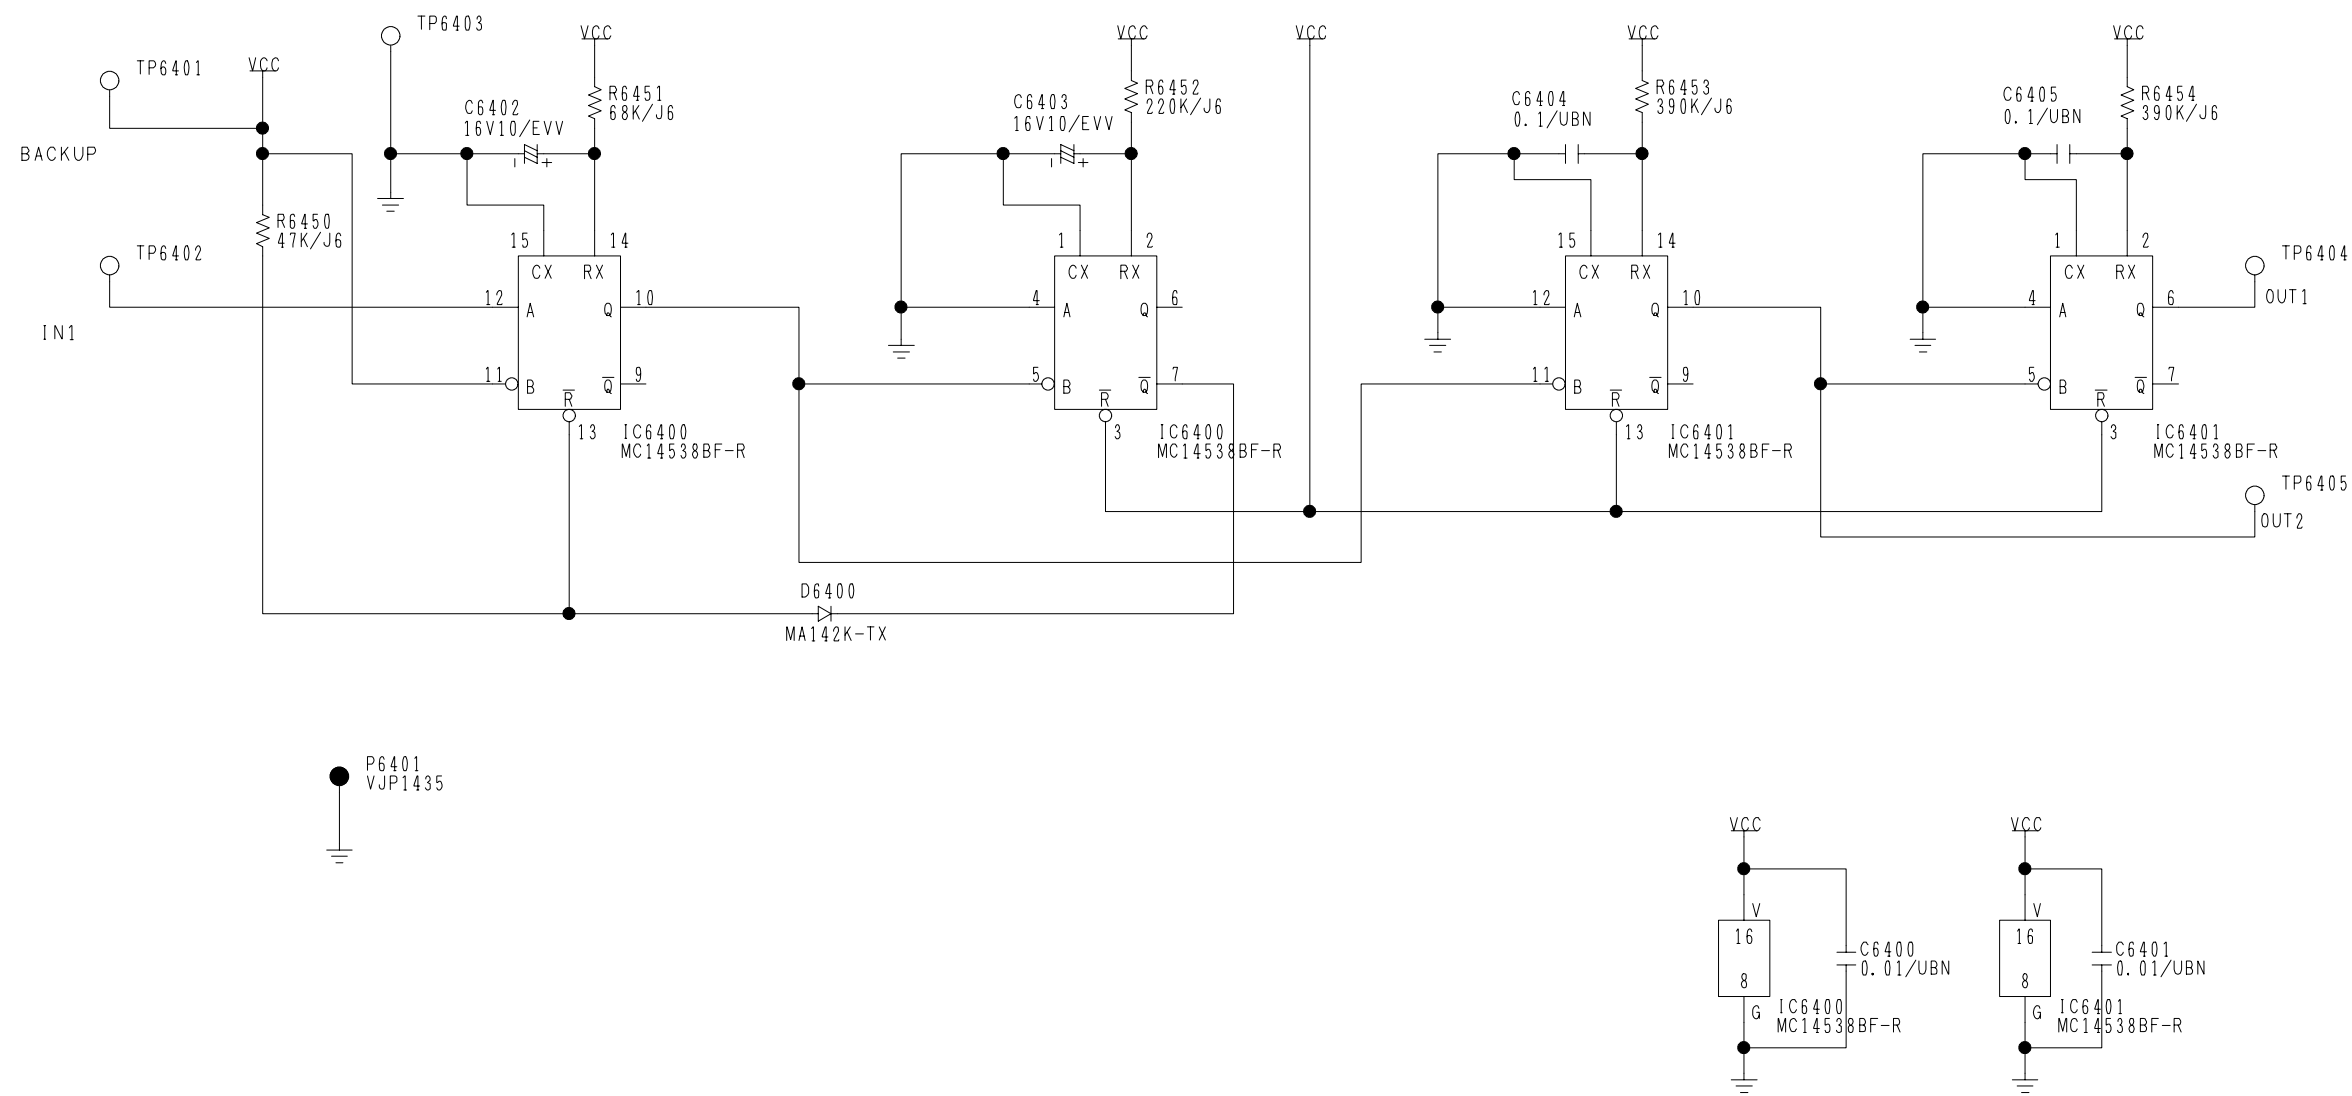 TP6403
VCC
VCC
VCC
VCC
VCC
TP6401
VCC
R6451
68K/J6
C6402
16V10/EVV
- +
R6452
220K/J6
C6403
16V10/EVV
- +
C6404
0.1/UBN
R6453
390K/J6
C6405
0.1/UBN
R6454
390K/J6
BACKUP
R6450
47K/J6
TP6402
IN1
15 14
CX RX
12 A Q 10
11 B Q 9
R
13
IC6400
MC14538BF-R
1 2
CX RX
4 A Q 6
5 B Q 7
R
3
IC6400
MC14538BF-R
15 14
CX RX
12 A Q 10
11 B Q 9
R
13
IC6401
MC14538BF-R
1 2
CX RX
4 A Q 6
5 B Q 7
R
3
IC6401
MC14538BF-R
TP6404
OUT1
TP6405
OUT2
D6400
MA142K-TX
P6401
VJP1435
VCC
V
16
8
G
C6400
0.01/UBN
IC6400
MC14538BF-R
VCC
V
16
8
G
C6401
0.01/UBN
IC6401
MC14538BF-R